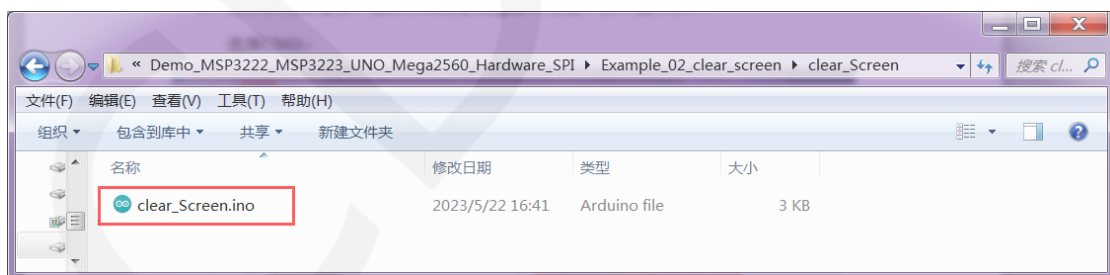 « Demo_MSP3222_MSP3223_UNO_Mega2560_Hardware_SPI ▸ Example_02_clear_screen ▸ clear_Screen
搜索 cl...
文件(F) 编辑(E) 查看(V) 工具(T) 帮助(H)
组织 包含到库中 共享 新建文件夹
名称 修改日期 类型 大小
clear_Screen.ino 2023/5/22 16:41 Arduino file 3 KB